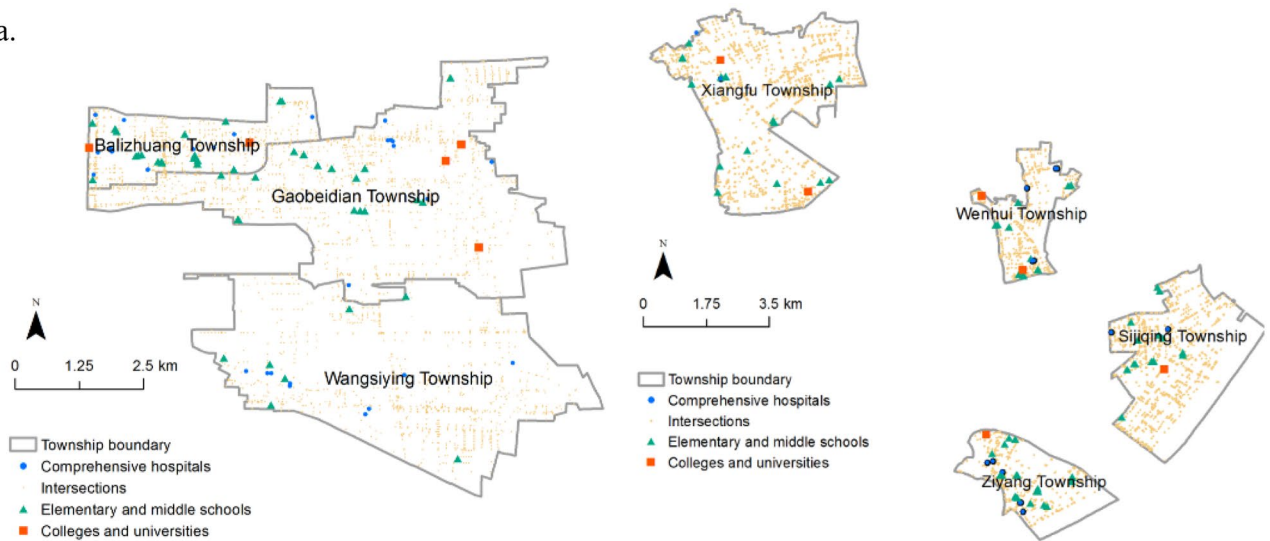 a.
Balizhuang Township
Gaobeidian Township
Wangsiying Township
N
0 1.25 2.5 km
Township boundary
Comprehensive hospitals
Intersections
Elementary and middle schools
Colleges and universities
Xiangfu Township
Wenhui Township
Sijiqing Township
Ziyang Township
N
0 1.75 3.5 km
Township boundary
Comprehensive hospitals
Intersections
Elementary and middle schools
Colleges and universities